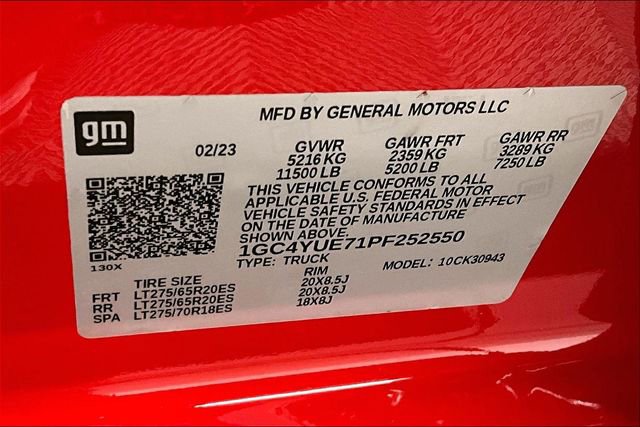 gm
MFD BY GENERAL MOTORS LLC
02/23 GVWR GAWR FRT GAWR RR
5216 KG 2359 KG 3289 KG
11500 LB 5200 LB 7250 LB
THIS VEHICLE CONFORMS TO ALL
APPLICABLE U.S. FEDERAL MOTOR
VEHICLE SAFETY STANDARDS IN EFFECT
ON THE DATE OF MANUFACTURE
SHOWN ABOVE.
1GC4YUE71PF252550
130X TYPE: TRUCK MODEL: 10CK30943
TIRE SIZE RIM
FRT LT275/65R20ES 20X8.5J
RR LT275/65R20ES 20X8.5J
SPA LT275/70R18ES 18X8J